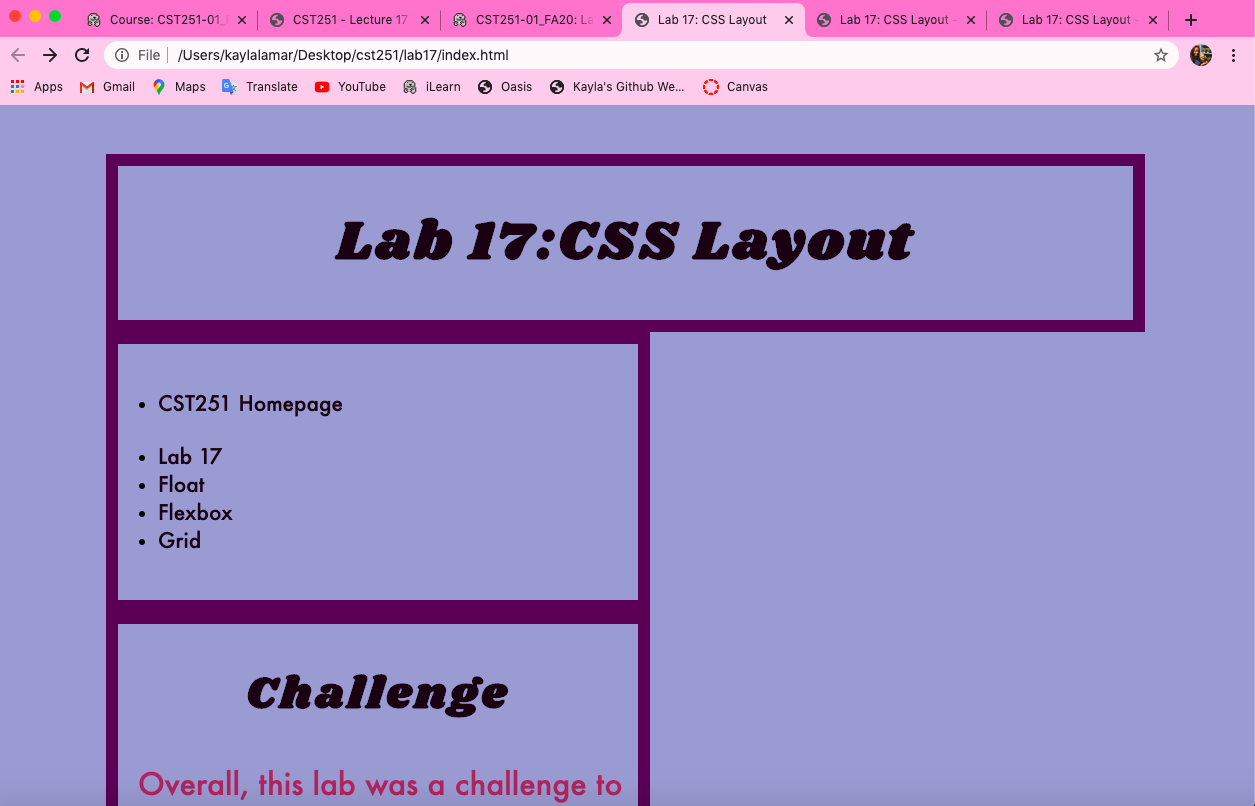 Course: CST251-01_
CST251 - Lecture 17
CST251-01_FA20: La
Lab 17: CSS Layout
Lab 17: CSS Layout -
Lab 17: CSS Layout -
File
/Users/kaylalamar/Desktop/cst251/lab17/index.html
Apps
Gmail
Maps
Translate
YouTube
iLearn
Oasis
Kayla's Github We...
Canvas
Lab 17:CSS Layout
CST251 Homepage
Lab 17
Float
Flexbox
Grid
Challenge
Overall, this lab was a challenge to